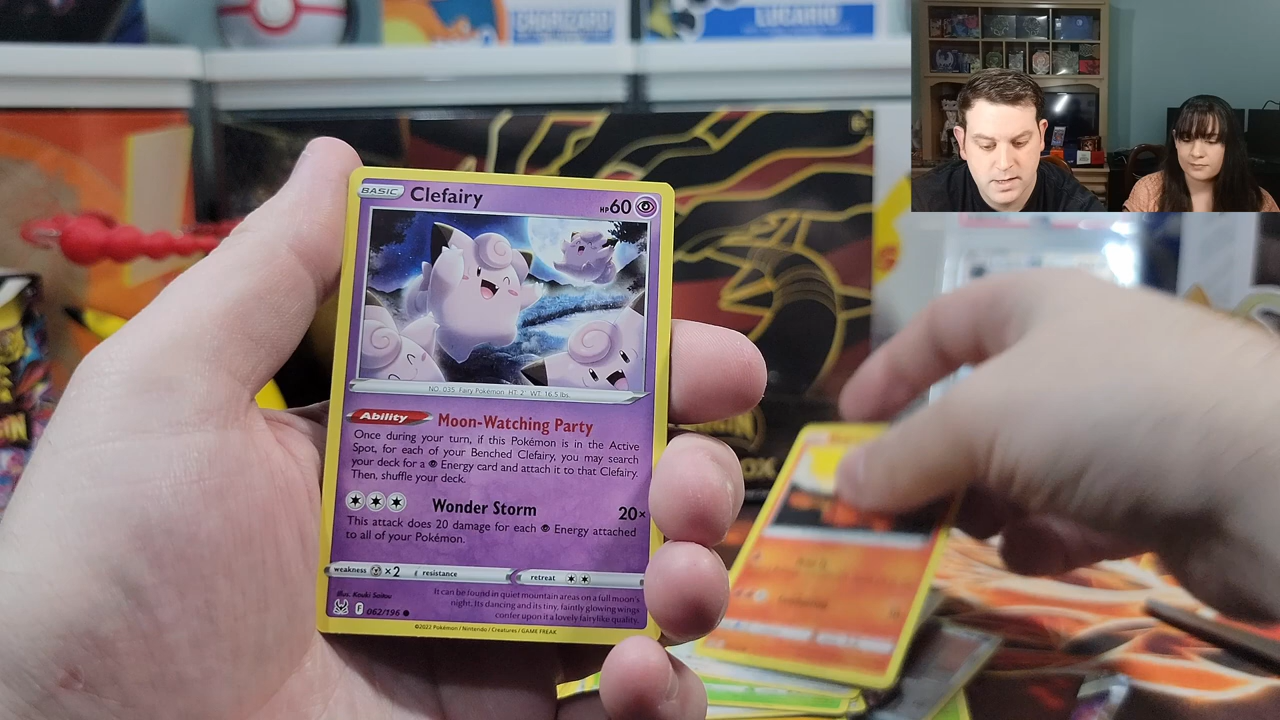 CHARIZARD
LUCARIO
BASIC Clefairy HP60
NO. 035 Fairy Pokémon HT 2' WT 16.5 lbs.
Ability Moon-Watching Party
Once during your turn, if this Pokémon is in the Active
Spot, for each of your Benched Clefairy, you may search
your deck for a Energy card and attach it to that Clefairy.
Then, shuffle your deck.
Wonder Storm 20×
This attack does 20 damage for each Energy attached
to all of your Pokémon.
weakness ×2 resistance retreat
Illus. Kouki Saitou
It can be found in quiet mountain areas on a full moon's
night. Its dancing and its tiny, faintly glowing wings
confer upon it a lovely fairylike quality.
F 062/196
©2022 Pokémon / Nintendo / Creatures / GAME FREAK